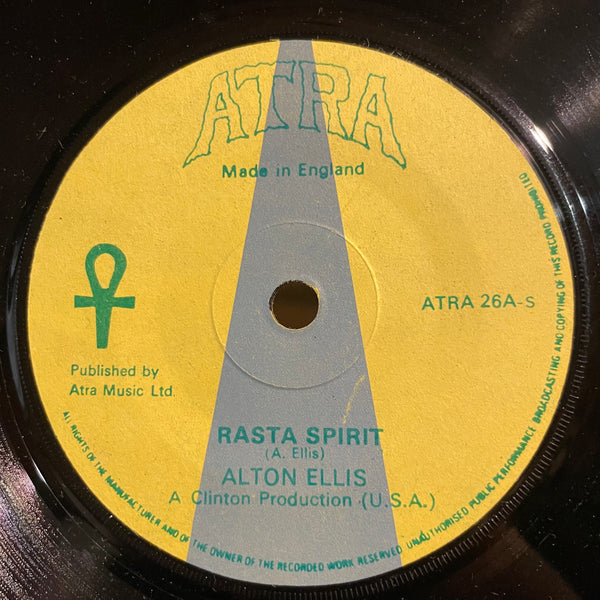 ATRA
Made in England
ATRA 26A-S
Published by
Atra Music Ltd.
RASTA SPIRIT
(A. Ellis)
ALTON ELLIS
A Clinton Production (U.S.A.)
ALL RIGHTS OF THE MANUFACTURER AND OF THE OWNER OF THE RECORDED WORK RESERVED UNAUTHORISED PUBLIC PERFORMANCE BROADCASTING AND COPYING OF THIS RECORD PROHIBITED